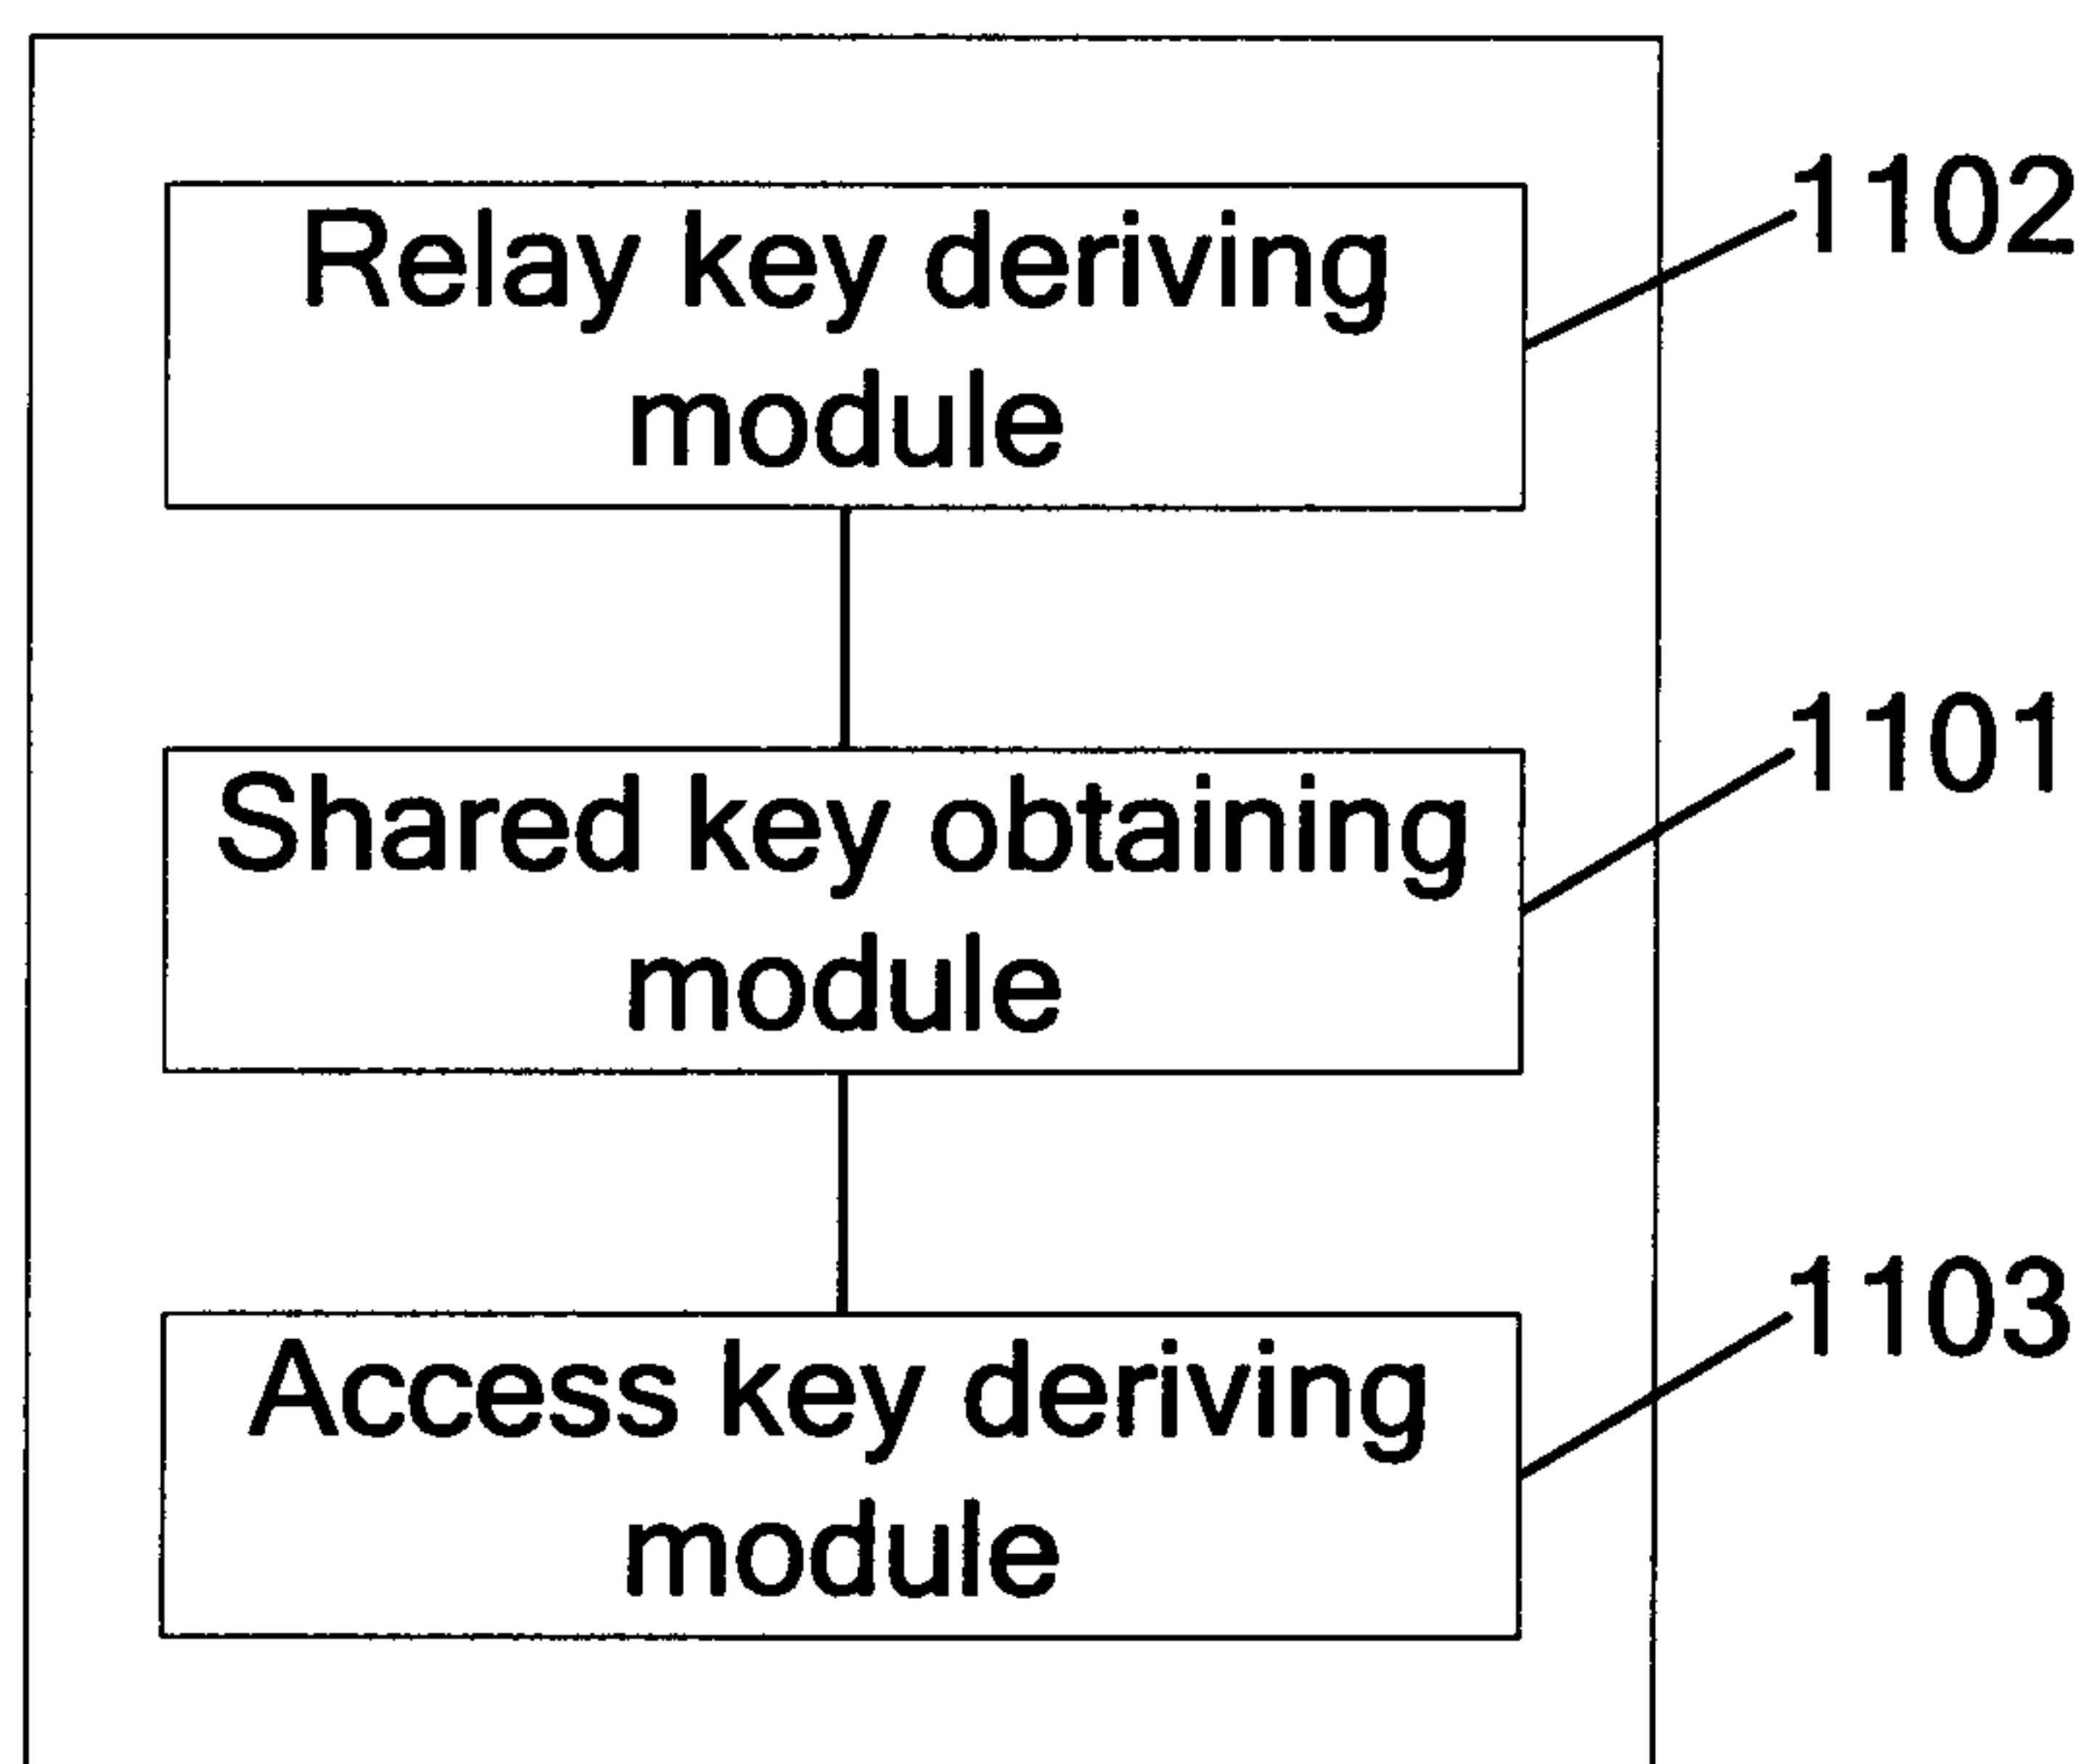 Relay key deriving
module
1102
Shared key obtaining
module
1101
Access key deriving
module
1103